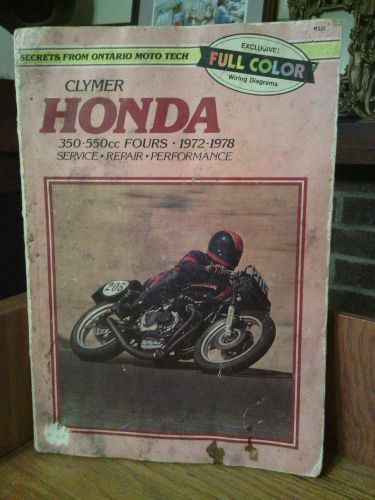 M332
SECRETS FROM ONTARIO MOTO TECH
EXCLUSIVE!
FULL COLOR
Wiring Diagrams
CLYMER
HONDA
350-550cc FOURS • 1972-1978
SERVICE • REPAIR • PERFORMANCE
205